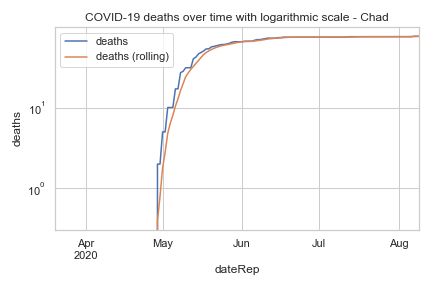 COVID-19 deaths over time with logarithmic scale - Chad
deaths
deaths (rolling)
deaths
10¹
10⁰
Apr
2020
May
Jun
Jul
Aug
dateRep